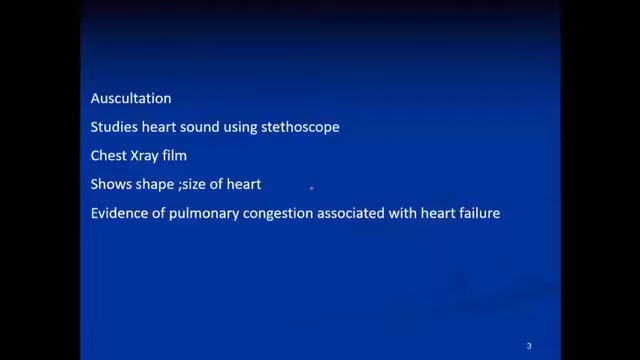 Auscultation
Studies heart sound using stethoscope
Chest Xray film
Shows shape ;size of heart
Evidence of pulmonary congestion associated with heart failure
3